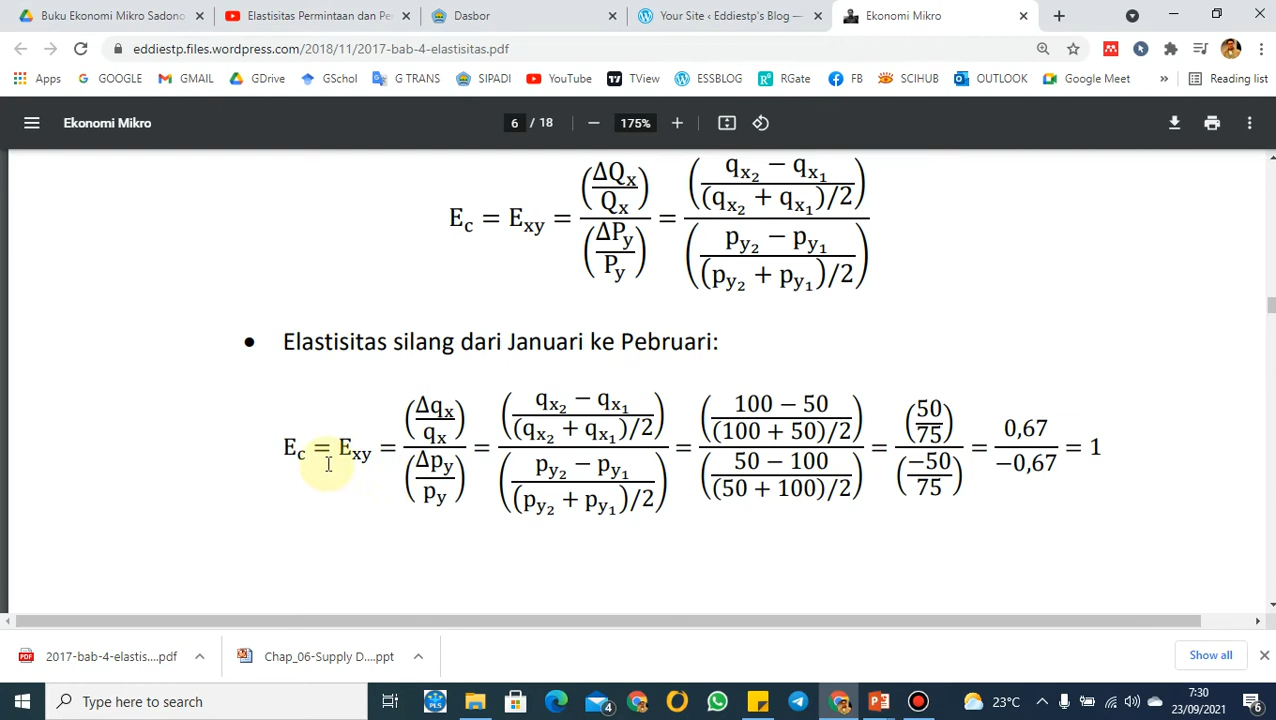 Buku Ekonomi Mikro_Edisi Revisi
Elastisitas Permintaan dan Pen
Dasbor
Your Site ‹ Eddiestp's Blog —
Ekonomi Mikro
eddiestp.files.wordpress.com/2018/11/2017-bab-4-elastisitas.pdf
Apps GOOGLE GMAIL GDrive GSchol G TRANS SIPADI YouTube TView ESSBLOG RGate FB SCIHUB OUTLOOK Google Meet » Reading list
Ekonomi Mikro 6 / 18 — 175% +
E_c = E_xy = (ΔQ_x / Q_x) / (ΔP_y / P_y) = ((q_x₂ − q_x₁) / ((q_x₂ + q_x₁)/2)) / ((p_y₂ − p_y₁) / ((p_y₂ + p_y₁)/2))
• Elastisitas silang dari Januari ke Pebruari:
E_c = E_xy = (Δq_x / q_x) / (Δp_y / p_y) = ((q_x₂ − q_x₁) / ((q_x₂ + q_x₁)/2)) / ((p_y₂ − p_y₁) / ((p_y₂ + p_y₁)/2)) = ((100 − 50) / ((100 + 50)/2)) / ((50 − 100) / ((50 + 100)/2)) = (50 / 75) / (−50 / 75) = 0,67 / −0,67 = 1
2017-bab-4-elastis....pdf
Chap_06-Supply D....ppt
Show all
Type here to search
PLS
4
23°C
7:30
23/09/2021
6